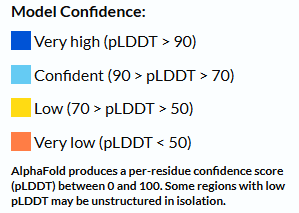 Model Confidence:
Very high (pLDDT > 90)
Confident (90 > pLDDT > 70)
Low (70 > pLDDT > 50)
Very low (pLDDT < 50)
AlphaFold produces a per-residue confidence score
(pLDDT) between 0 and 100. Some regions with low
pLDDT may be unstructured in isolation.